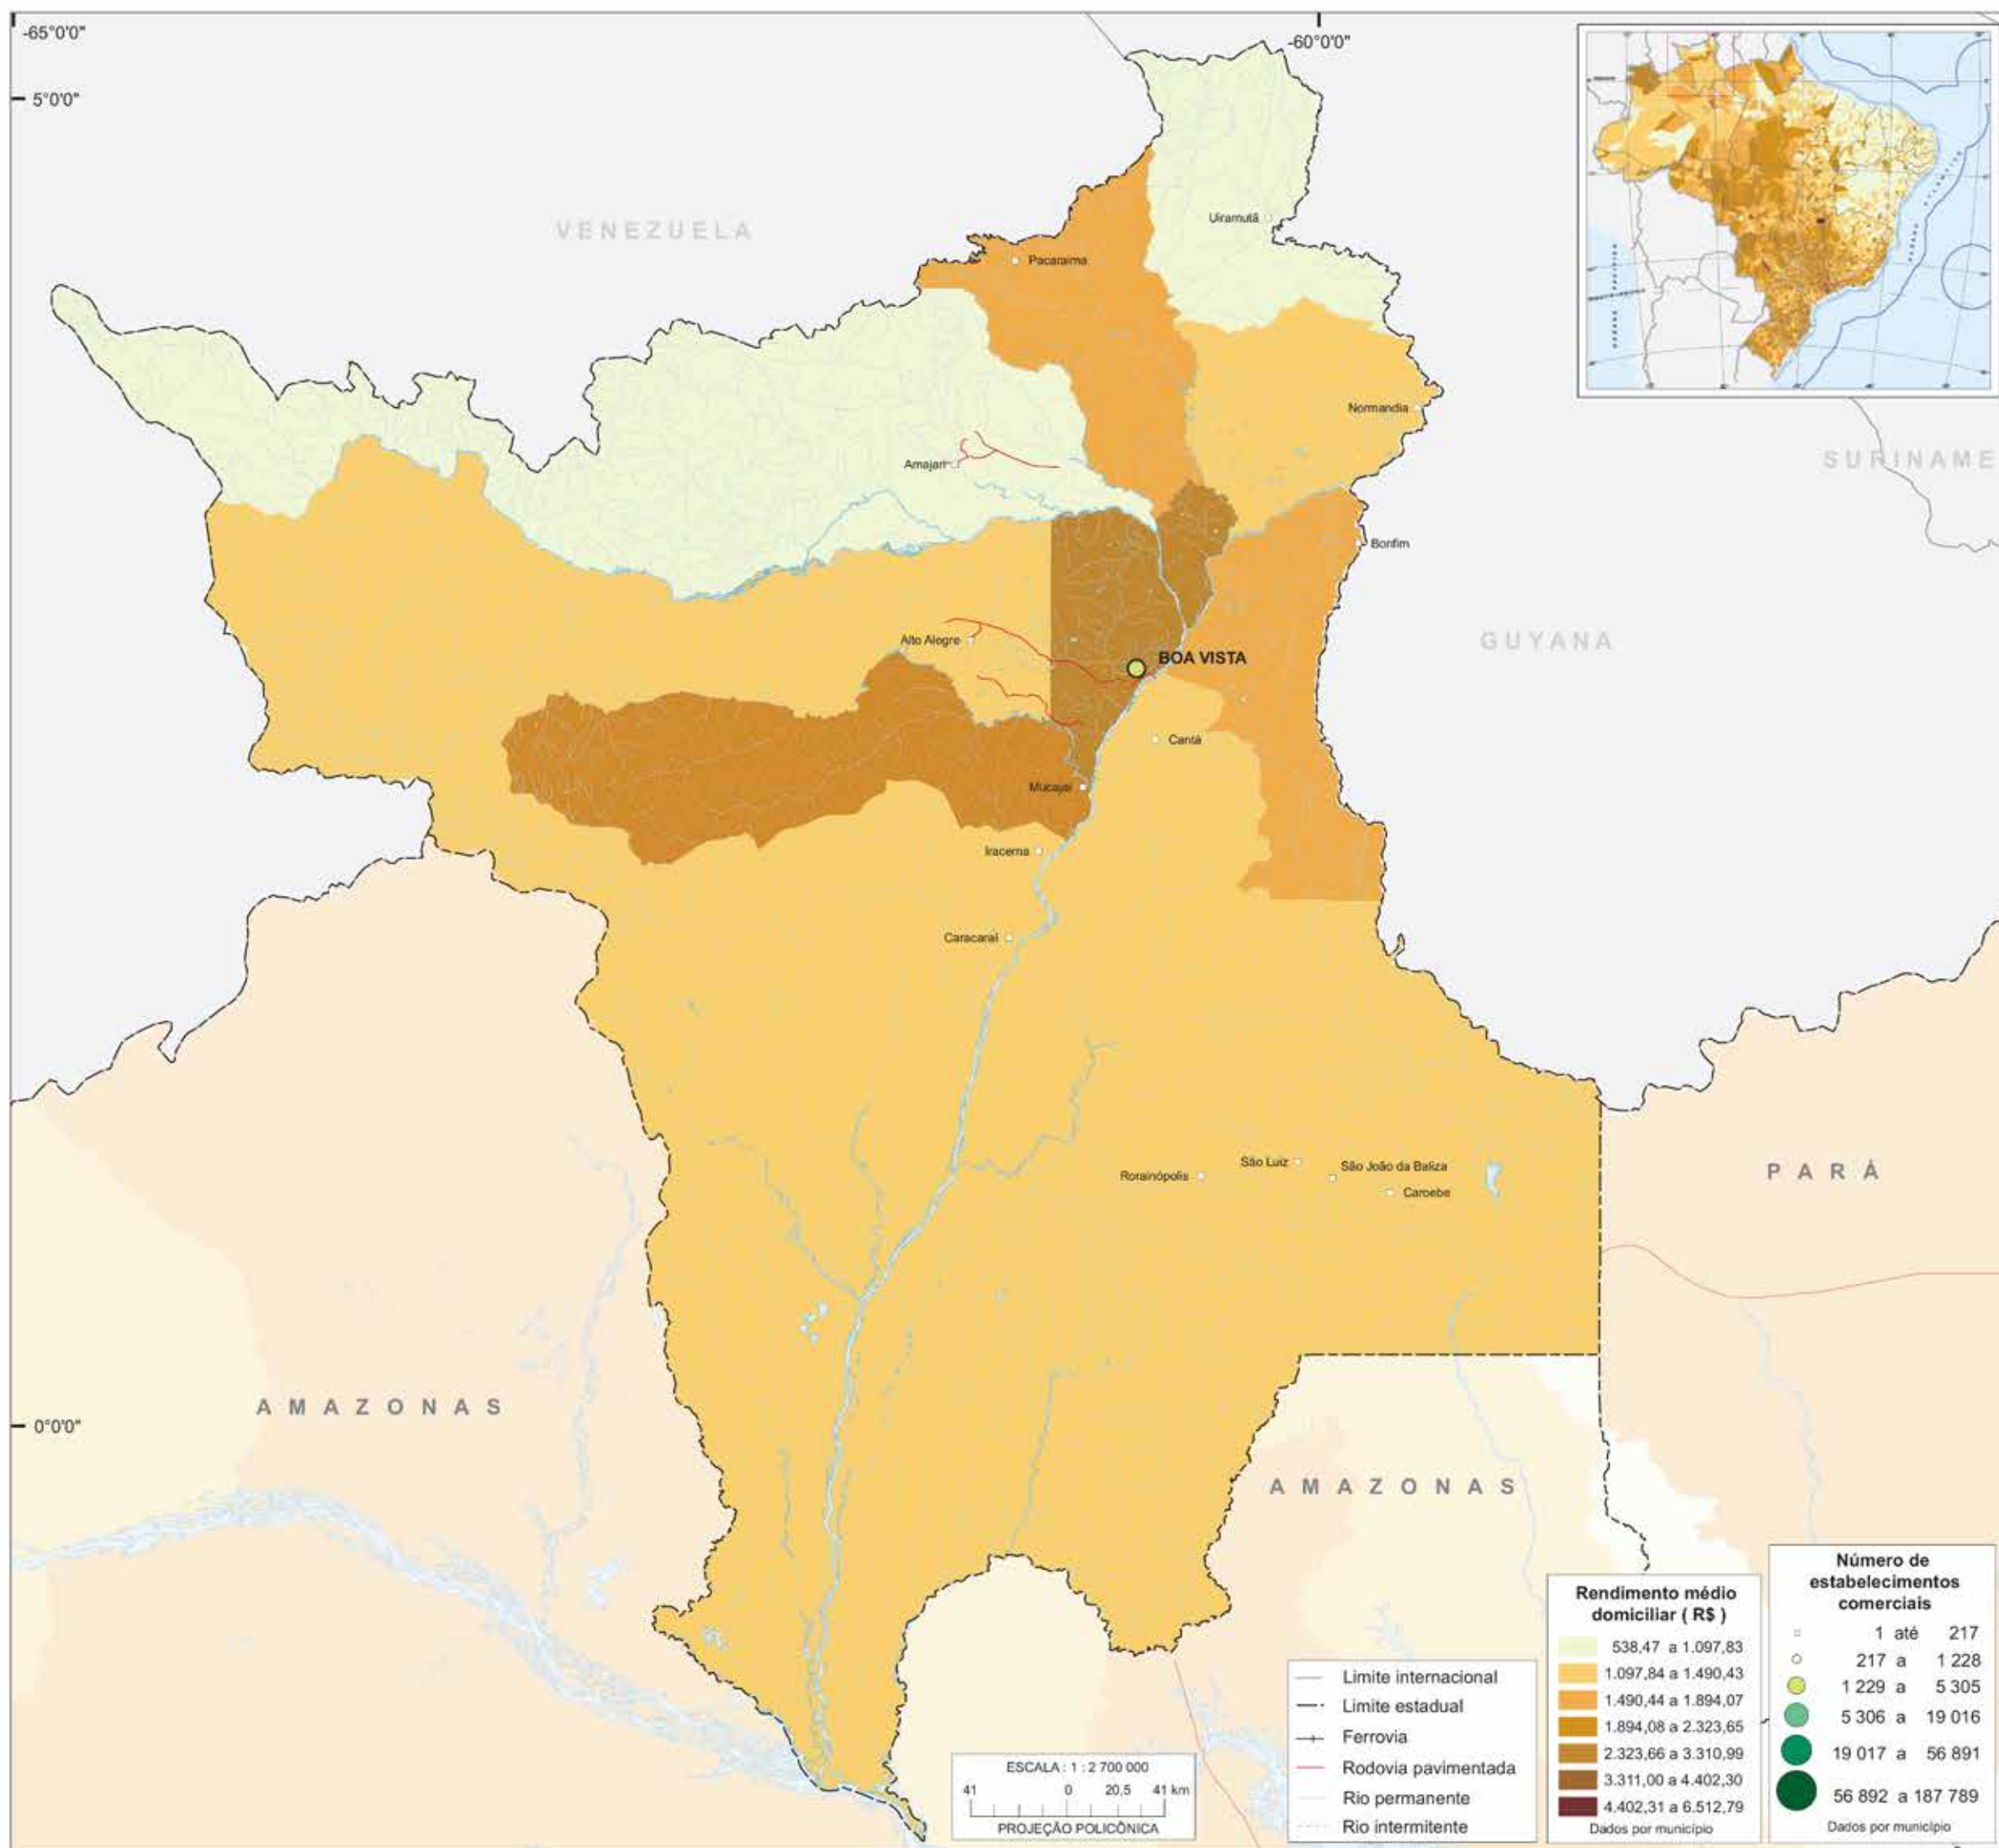 -65°0'0"
-60°0'0"
5°0'0"
VENEZUELA
Uiramutã
Pacaraima
Normandia
SURINAME
Amajari
Bonfim
GUYANA
Alto Alegre
BOA VISTA
Cantá
Mucajaí
Iracema
Caracaraí
Rorainópolis
São Luiz
São João da Baliza
Caroebe
PARÁ
AMAZONAS
0°0'0"
AMAZONAS
ESCALA : 1 : 2 700 000
41 0 20,5 41 km
PROJEÇÃO POLICÔNICA
Limite internacional
Limite estadual
Ferrovia
Rodovia pavimentada
Rio permanente
Rio intermitente
Rendimento médio
domiciliar ( R$ )
538,47 a 1.097,83
1.097,84 a 1.490,43
1.490,44 a 1.894,07
1.894,08 a 2.323,65
2.323,66 a 3.310,99
3.311,00 a 4.402,30
4.402,31 a 6.512,79
Dados por município
Número de
estabelecimentos
comerciais
1 até 217
217 a 1 228
1 229 a 5 305
5 306 a 19 016
19 017 a 56 891
56 892 a 187 789
Dados por município